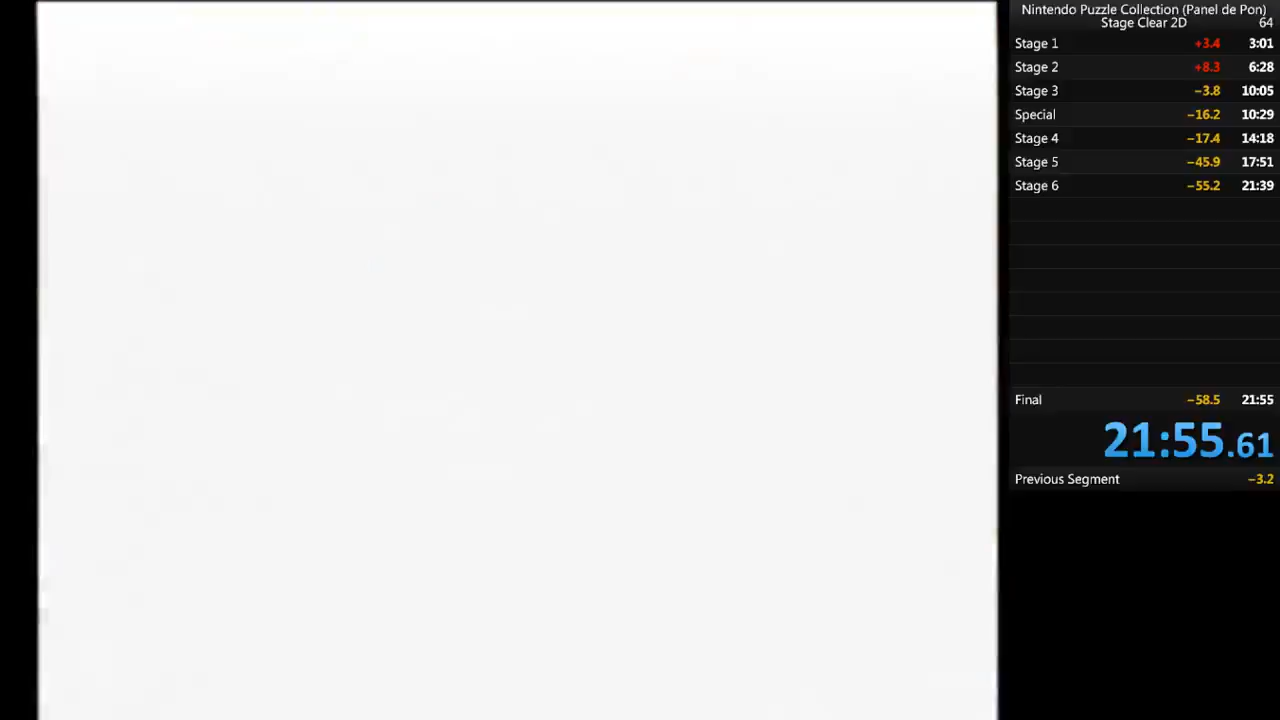 Nintendo Puzzle Collection (Panel de Pon)
Stage Clear 2D 64
Stage 1 +3.4 3:01
Stage 2 +8.3 6:28
Stage 3 −3.8 10:05
Special −16.2 10:29
Stage 4 −17.4 14:18
Stage 5 −45.9 17:51
Stage 6 −55.2 21:39
Final −58.5 21:55
21:55.61
Previous Segment −3.2